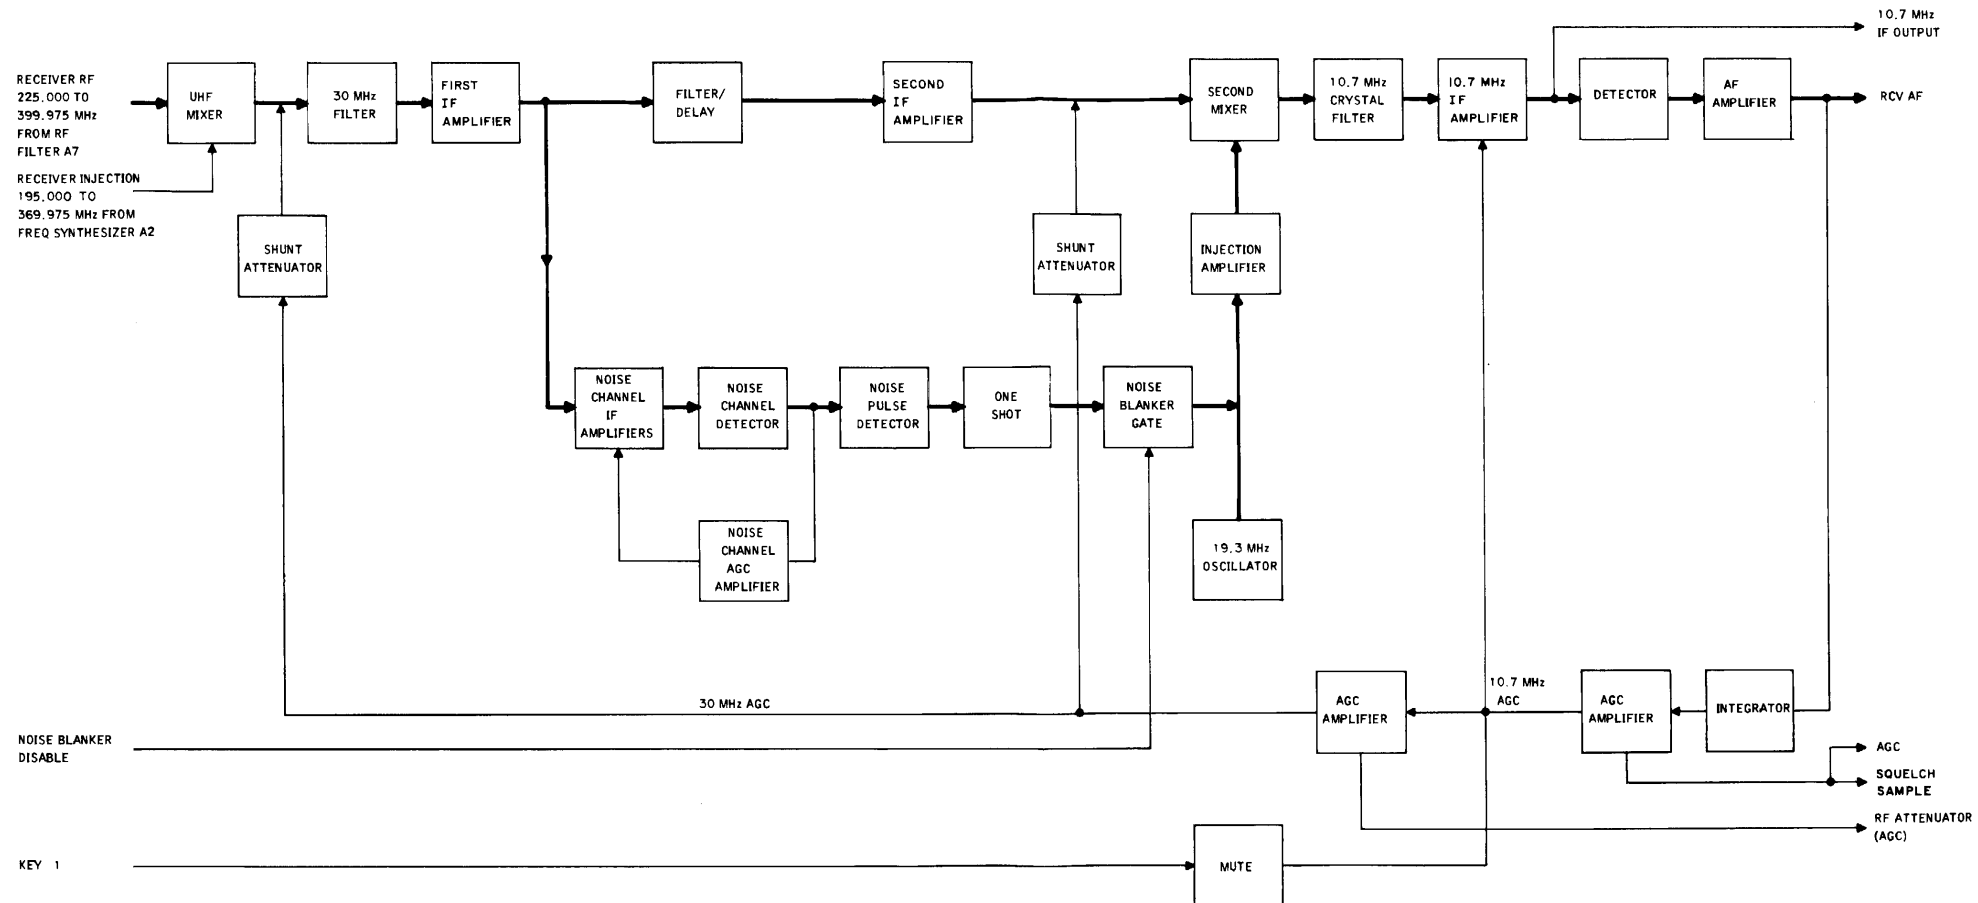 10.7 MHz
IF OUTPUT
RECEIVER RF
225.000 TO
399.975 MHz
FROM RF
FILTER A7
UHF
MIXER
30 MHz
FILTER
FIRST
IF
AMPLIFIER
FILTER/
DELAY
SECOND
IF
AMPLIFIER
SECOND
MIXER
10.7 MHz
CRYSTAL
FILTER
10.7 MHz
IF
AMPLIFIER
DETECTOR
AF
AMPLIFIER
RCV AF
RECEIVER INJECTION
195.000 TO
369.975 MHz FROM
FREQ SYNTHESIZER A2
SHUNT
ATTENUATOR
SHUNT
ATTENUATOR
INJECTION
AMPLIFIER
NOISE
CHANNEL
IF
AMPLIFIERS
NOISE
CHANNEL
DETECTOR
NOISE
PULSE
DETECTOR
ONE
SHOT
NOISE
BLANKER
GATE
NOISE
CHANNEL
AGC
AMPLIFIER
19.3 MHz
OSCILLATOR
30 MHz AGC
AGC
AMPLIFIER
10.7 MHz
AGC
AGC
AMPLIFIER
INTEGRATOR
NOISE BLANKER
DISABLE
AGC
SQUELCH
SAMPLE
RF ATTENUATOR
(AGC)
KEY 1
MUTE